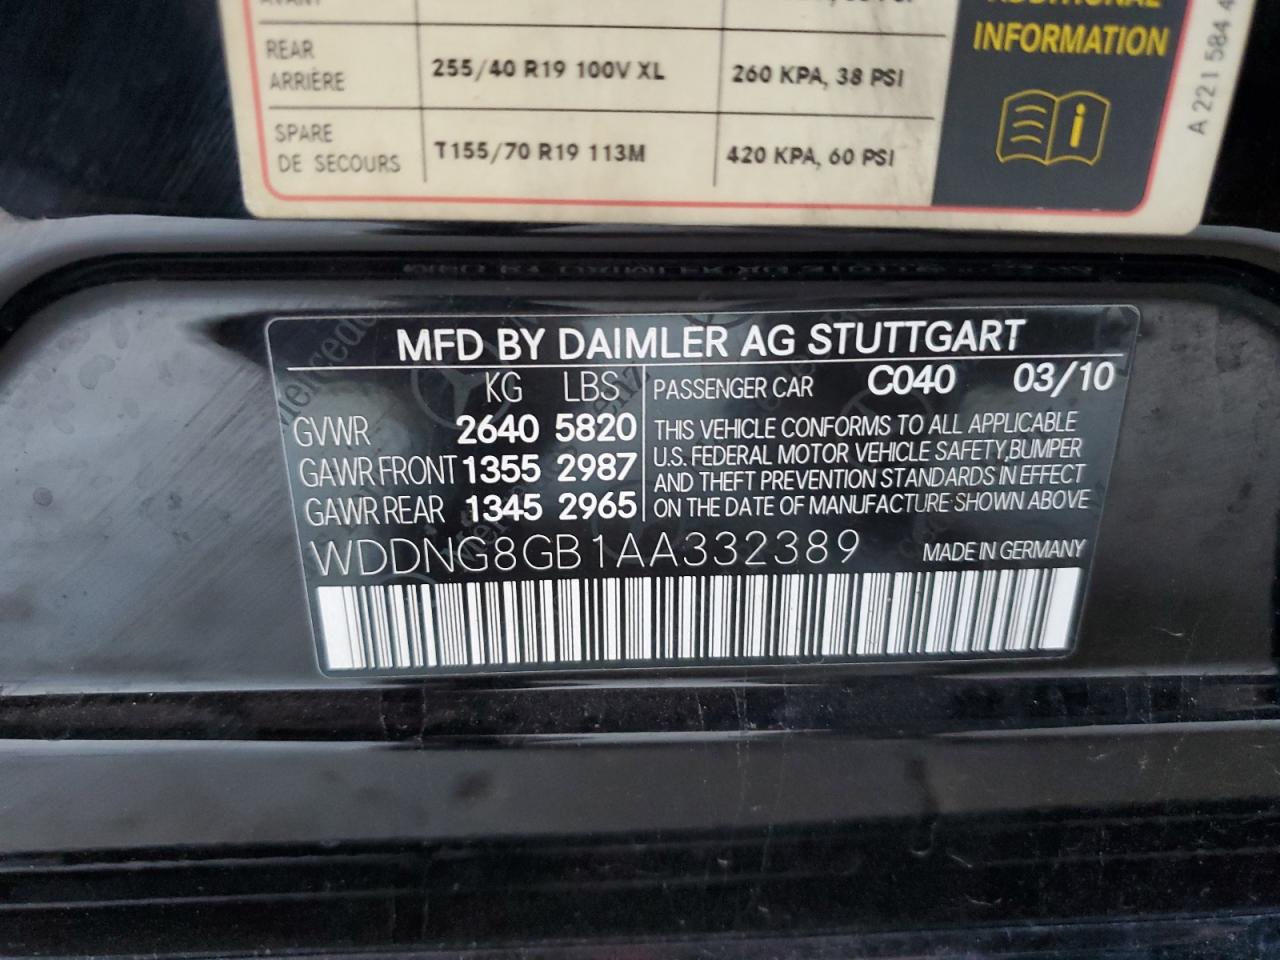 INFORMATION
REAR
ARRIÈRE
255/40 R19 100V XL
260 KPA, 38 PSI
SPARE
DE SECOURS
T155/70 R19 113M
420 KPA, 60 PSI
i
A 221 584 4
MFD BY DAIMLER AG STUTTGART
KG LBS
GVWR 2640 5820
GAWR FRONT 1355 2987
GAWR REAR 1345 2965
PASSENGER CAR C040 03/10
THIS VEHICLE CONFORMS TO ALL APPLICABLE
U.S. FEDERAL MOTOR VEHICLE SAFETY,BUMPER
AND THEFT PREVENTION STANDARDS IN EFFECT
ON THE DATE OF MANUFACTURE SHOWN ABOVE
WDDNG8GB1AA332389
MADE IN GERMANY